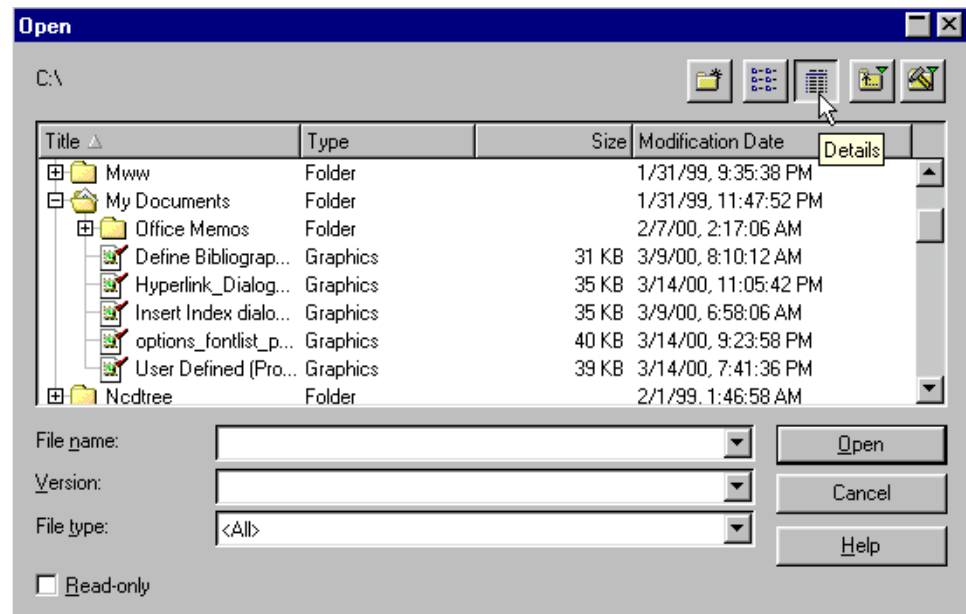 Open
C:\
Title Type Size Modification Date
Details
Mww Folder 1/31/99, 9:35:38 PM
My Documents Folder 1/31/99, 11:47:52 PM
Office Memos Folder 2/7/00, 2:17:06 AM
Define Bibliograp... Graphics 31 KB 3/9/00, 8:10:12 AM
Hyperlink_Dialog... Graphics 35 KB 3/14/00, 11:05:42 PM
Insert Index dialo... Graphics 35 KB 3/9/00, 6:58:06 AM
options_fontlist_p... Graphics 40 KB 3/14/00, 9:23:58 PM
User Defined (Pro... Graphics 39 KB 3/14/00, 7:41:36 PM
Ncdtree Folder 2/1/99, 1:46:58 AM
File name: Open
Version: Cancel
File type: <All> Help
Read-only